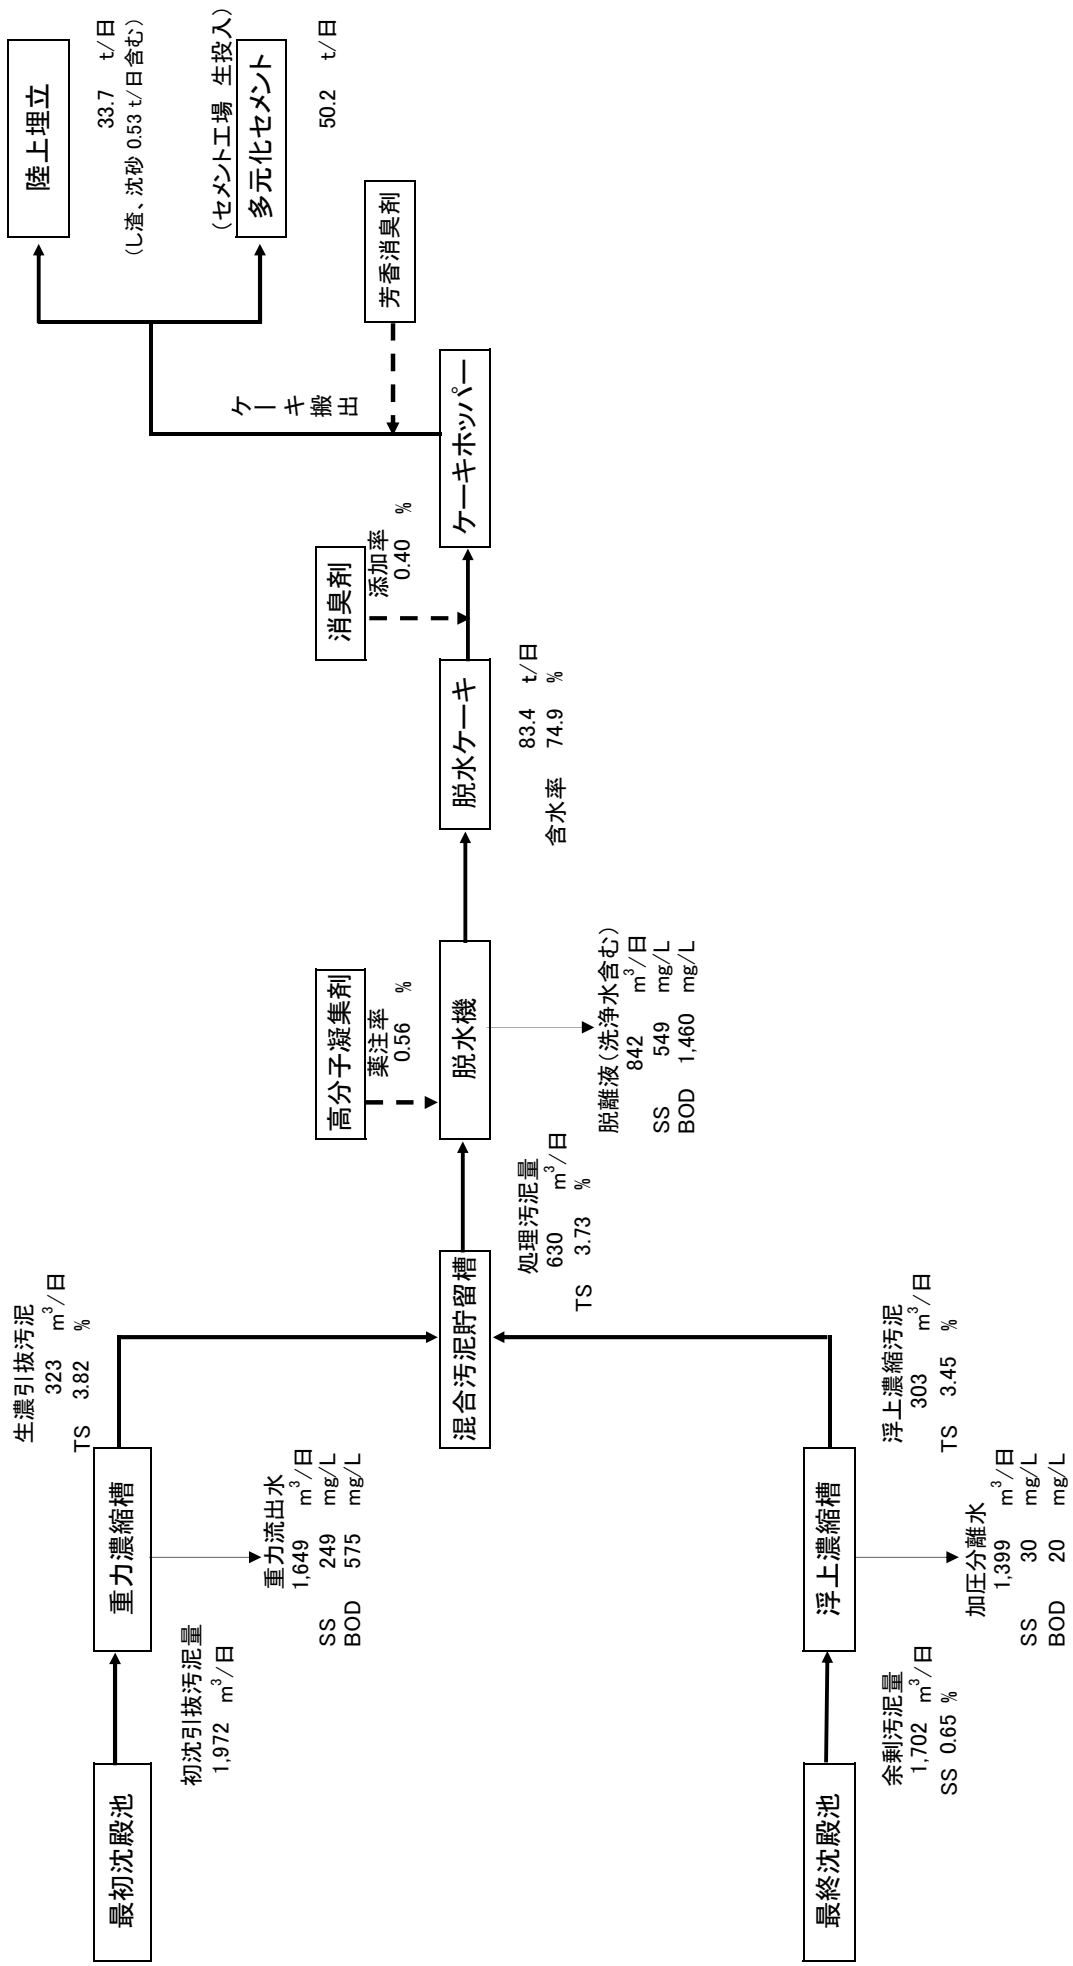 最初沈殿池
初沈引抜汚泥量
1,972 m³/日
重力濃縮槽
重力流出水
1,649 m³/日
SS 249 mg/L
BOD 575 mg/L
生濃引抜汚泥
323 m³/日
TS 3.82 %
最終沈殿池
余剰汚泥量
1,702 m³/日
SS 0.65 %
浮上濃縮槽
加圧分離水
1,399 m³/日
SS 30 mg/L
BOD 20 mg/L
浮上濃縮汚泥
303 m³/日
TS 3.45 %
混合汚泥貯留槽
処理汚泥量
630 m³/日
TS 3.73 %
高分子凝集剤
薬注率
0.56 %
脱水機
脱離液(洗浄水含む)
842 m³/日
SS 549 mg/L
BOD 1,460 mg/L
脱水ケーキ
83.4 t/日
含水率 74.9 %
消臭剤
添加率
0.40 %
ケーキホッパー
ケーキ搬出
芳香消臭剤
陸上埋立
33.7 t/日
(し渣、沈砂 0.53 t/日含む)
(セメント工場 生投入)
多元化セメント
50.2 t/日